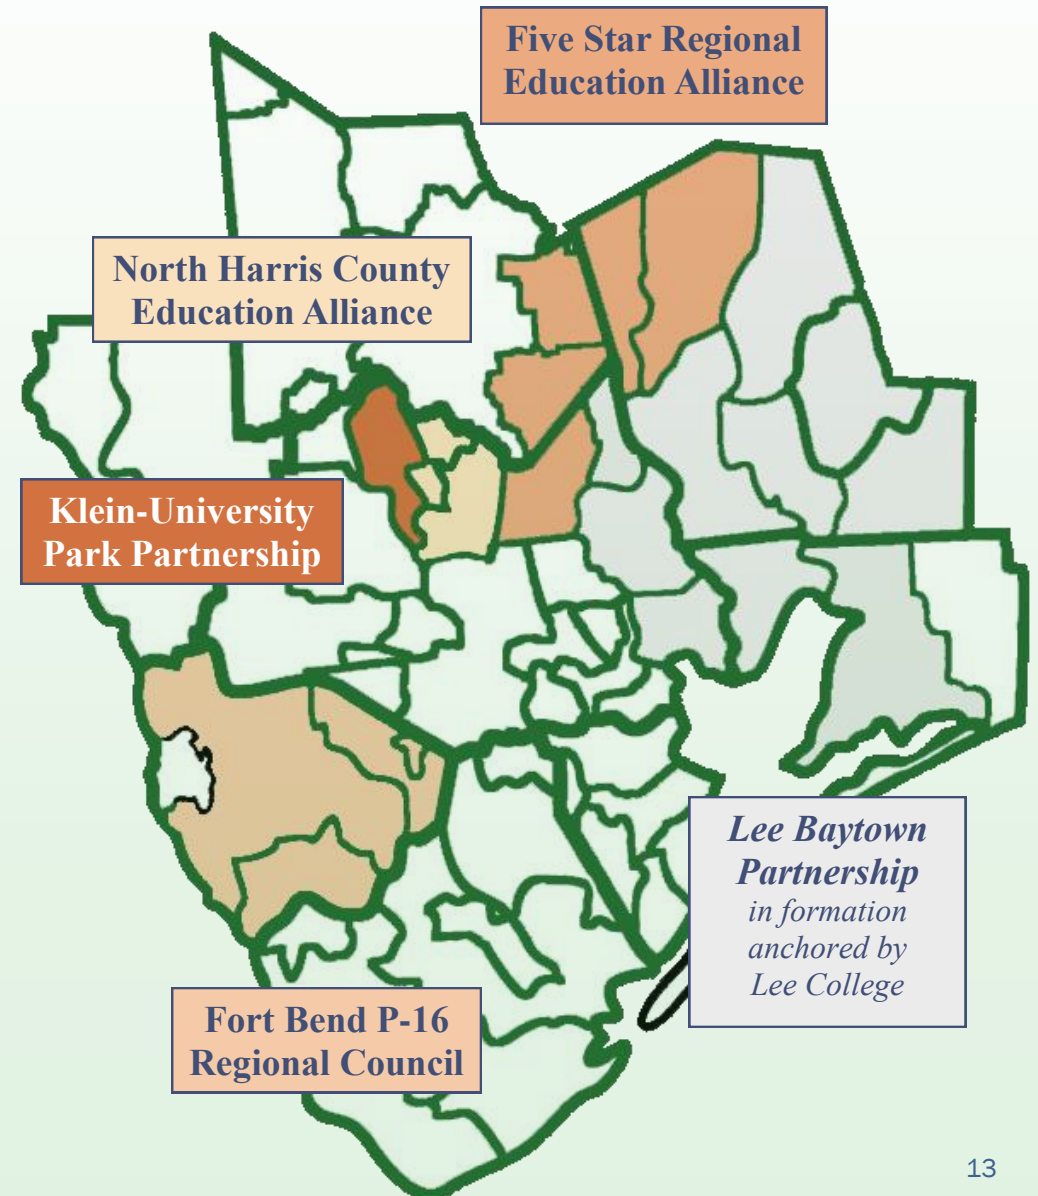 Five Star Regional
Education Alliance
North Harris County
Education Alliance
Klein-University
Park Partnership
Lee Baytown
Partnership
in formation
anchored by
Lee College
Fort Bend P-16
Regional Council
13